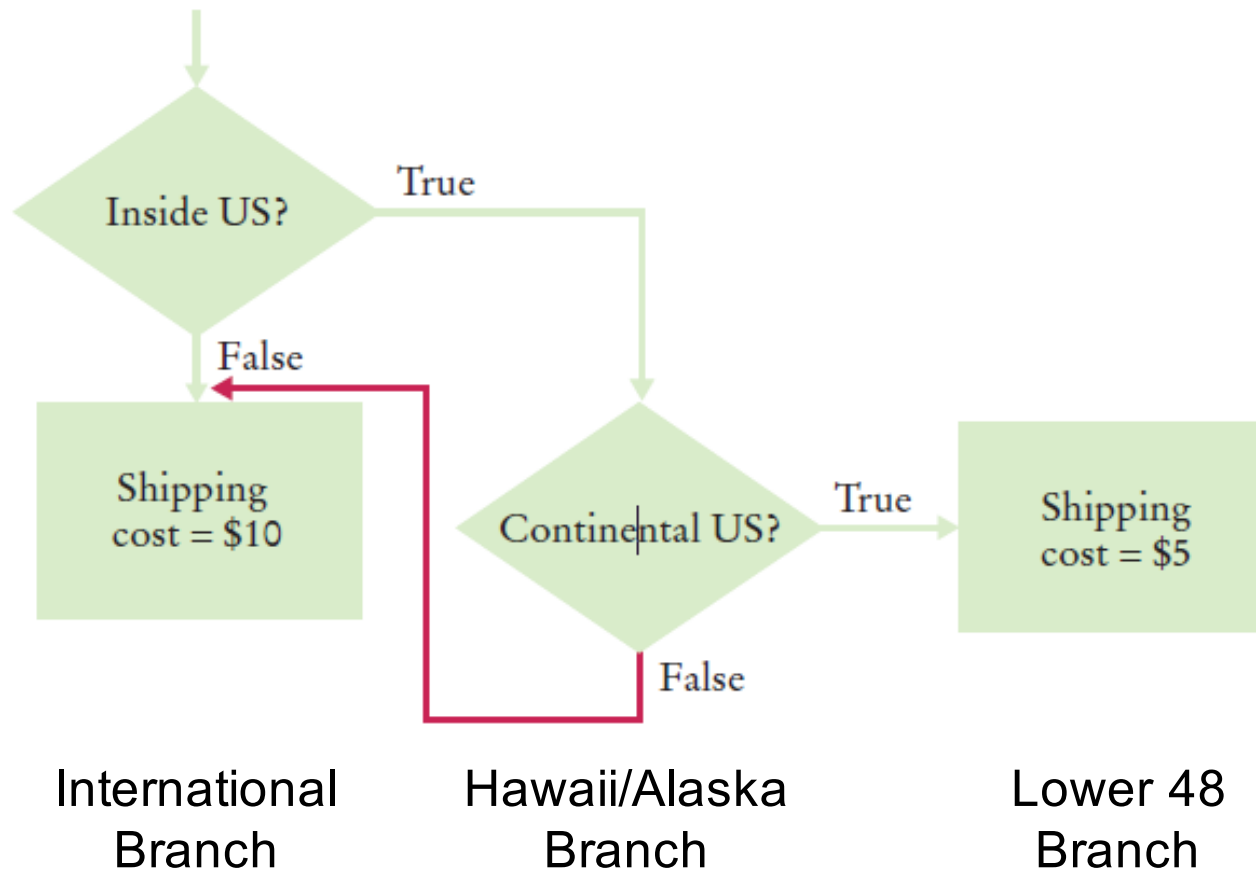 True
Inside US?
False
Shipping
cost = $10
Continental US?
True
Shipping
cost = $5
False
International
Branch
Hawaii/Alaska
Branch
Lower 48
Branch